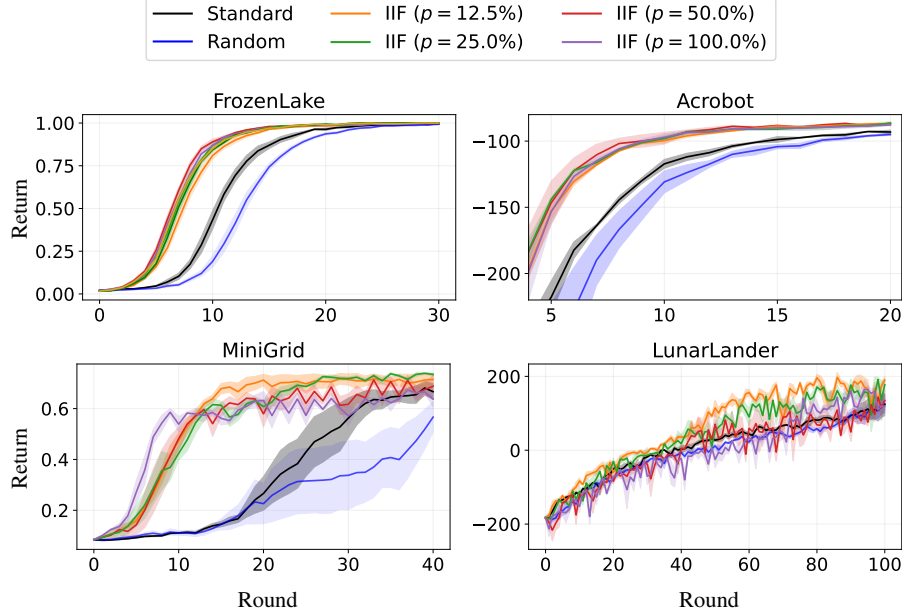 Standard IIF (p = 12.5%) IIF (p = 50.0%)
Random IIF (p = 25.0%) IIF (p = 100.0%)
FrozenLake
Return
1.00
0.75
0.50
0.25
0.00
0 10 20 30
Acrobot
−100
−150
−200
5 10 15 20
MiniGrid
Return
0.6
0.4
0.2
0 10 20 30 40
Round
LunarLander
200
0
−200
0 20 40 60 80 100
Round